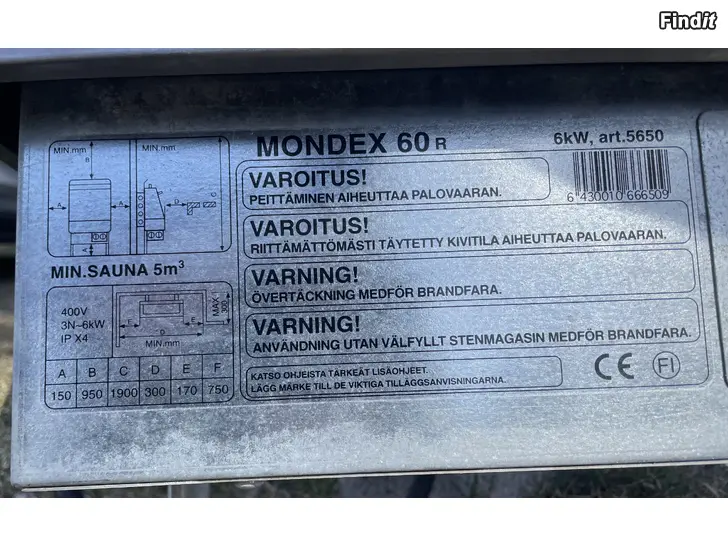 Findit
MIN.mm
MIN.mm
B
A
A
D
C
A
MONDEX 60 R
6kW, art.5650
VAROITUS!
PEITTÄMINEN AIHEUTTAA PALOVAARAN.
6 430010 666509
VAROITUS!
RIITTÄMÄTTÖMÄSTI TÄYTETTY KIVITILA AIHEUTTAA PALOVAARAN.
MIN.SAUNA 5m³
VARNING!
ÖVERTÄCKNING MEDFÖR BRANDFARA.
400V
3N~6kW
IP X4
E
E
D
MIN.mm
MAX.
300
VARNING!
ANVÄNDNING UTAN VÄLFYLLT STENMAGASIN MEDFÖR BRANDFARA.
A B C D E F
150 950 1900 300 170 750
KATSO OHJEISTA TÄRKEÄT LISÄOHJEET.
LÄGG MÄRKE TILL DE VIKTIGA TILLÄGGSANVISNINGARNA.
CE FI